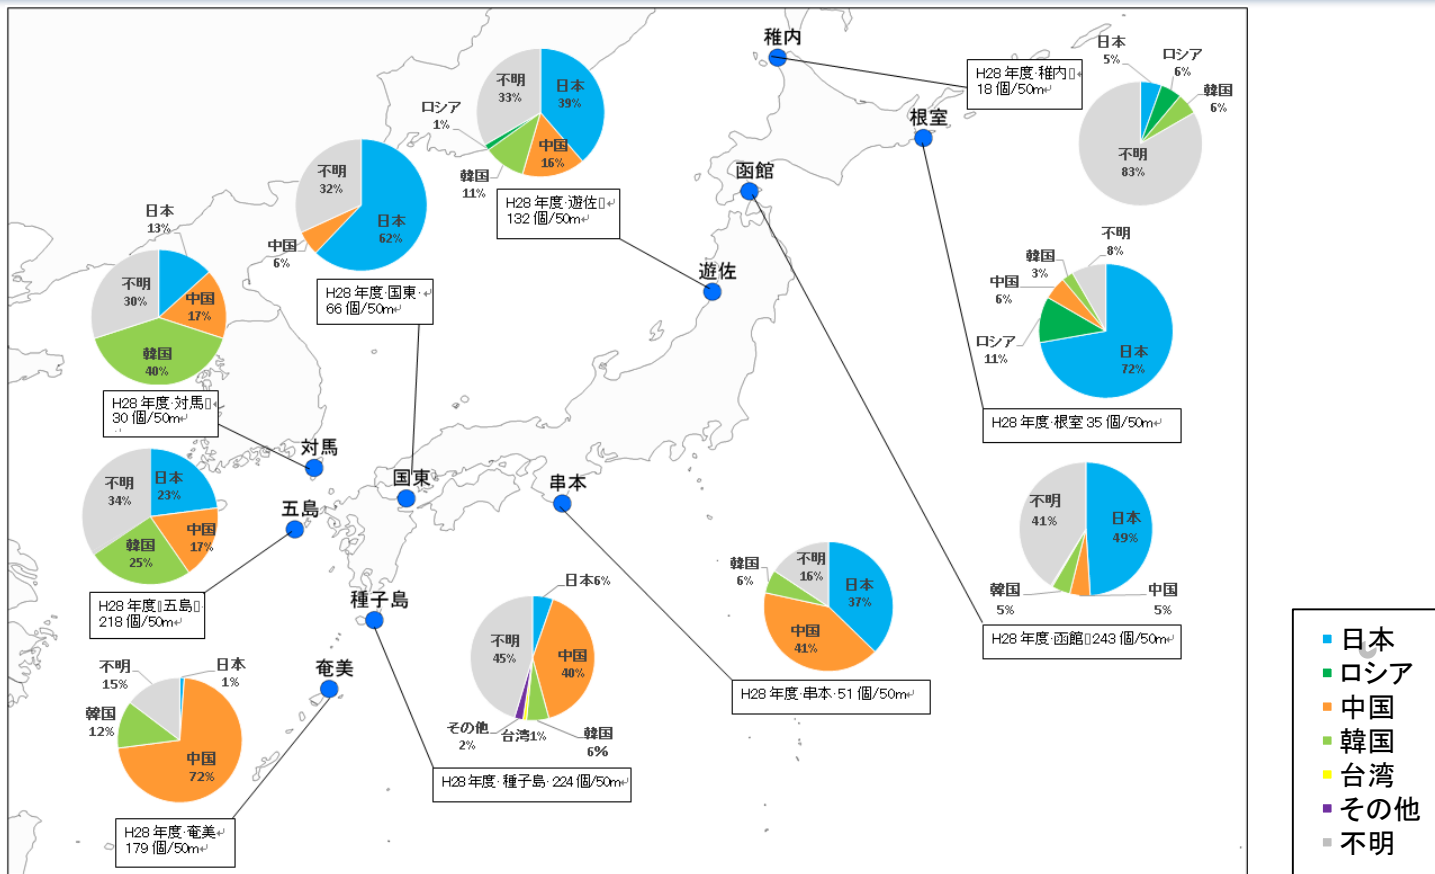 稚内
H28 年度・稚内
18 個/50m
日本
5%
ロシア
6%
韓国
6%
不明
83%
根室
函館
不明
33%
日本
39%
ロシア
1%
中国
16%
韓国
11%
H28 年度・遊佐
132 個/50m
遊佐
不明
32%
日本
62%
中国
6%
H28 年度・国東・
66 個/50m
日本
13%
不明
30%
中国
17%
韓国
40%
H28 年度・対馬
30 個/50m
不明
8%
韓国
3%
中国
6%
ロシア
11%
日本
72%
H28 年度・根室 35 個/50m
対馬
国東
串本
五島
不明
34%
日本
23%
中国
17%
韓国
25%
H28 年度 五島
218 個/50m
不明
41%
日本
49%
韓国
5%
中国
5%
H28 年度・函館 243 個/50m
韓国
6%
不明
16%
日本
37%
中国
41%
H28 年度・串本・51 個/50m
種子島
日本6%
不明
45%
中国
40%
その他
2%
台湾1%
韓国
6%
H28 年度・種子島・224 個/50m
奄美
不明
15%
日本
1%
韓国
12%
中国
72%
H28 年度・奄美
179 個/50m
日本
ロシア
中国
韓国
台湾
その他
不明